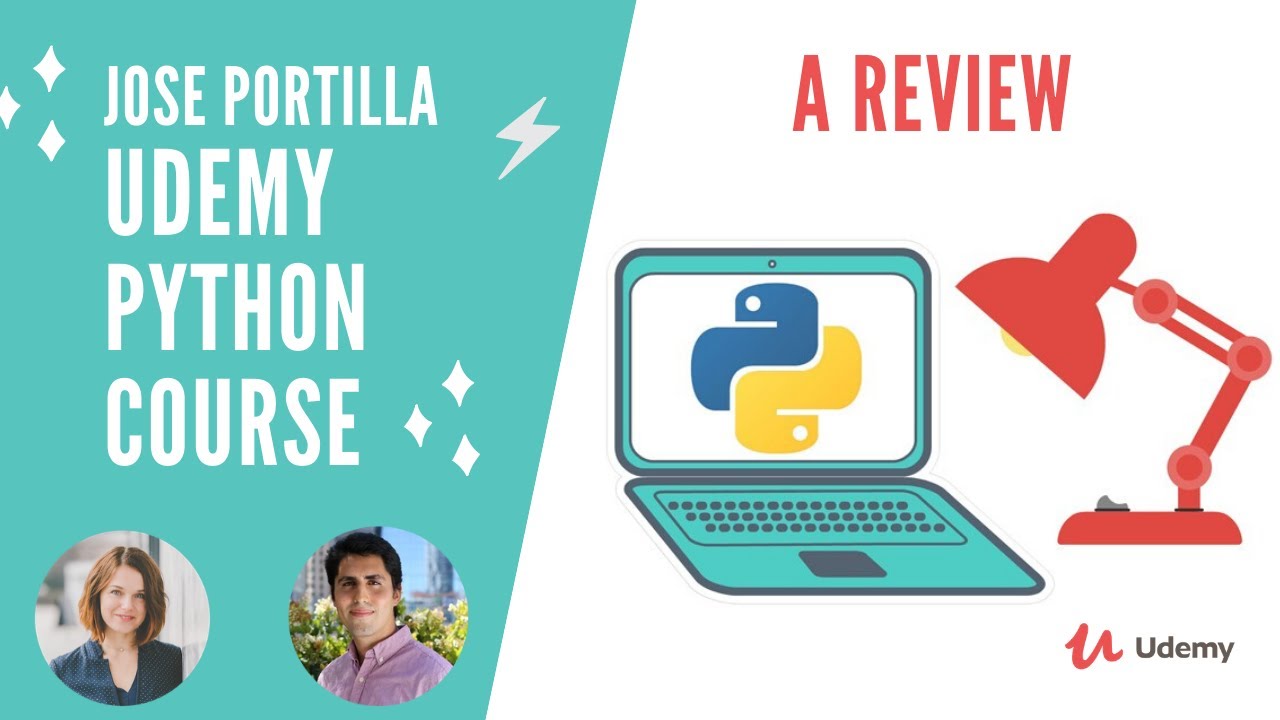 JOSE PORTILLA
UDEMY
PYTHON
COURSE
A REVIEW
Udemy